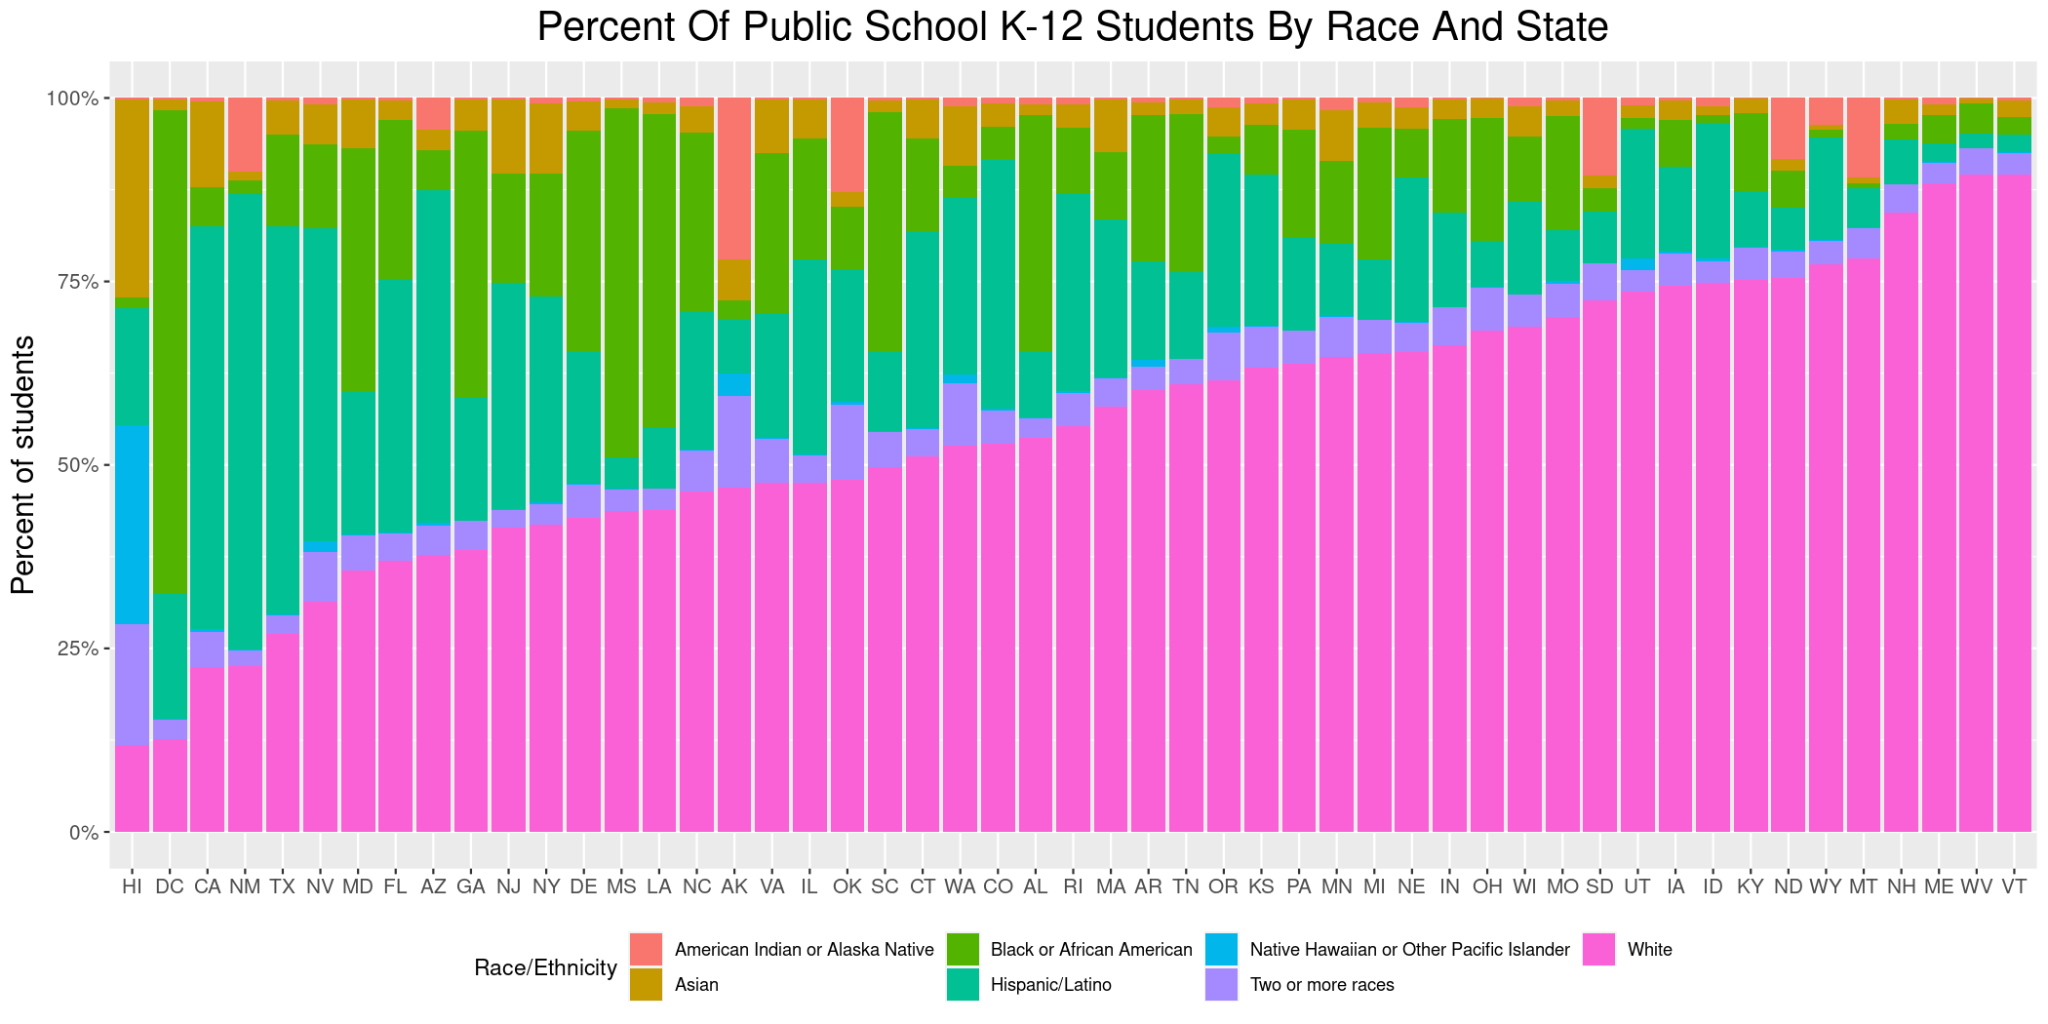 Percent Of Public School K-12 Students By Race And State
Percent of students
100%
75%
50%
25%
0%
HI DC CA NM TX NV MD FL AZ GA NJ NY DE MS LA NC AK VA IL OK SC CT WA CO AL RI MA AR TN OR KS PA MN MI NE IN OH WI MO SD UT IA ID KY ND WY MT NH ME WV VT
Race/Ethnicity
American Indian or Alaska Native Black or African American Native Hawaiian or Other Pacific Islander White
Asian Hispanic/Latino Two or more races